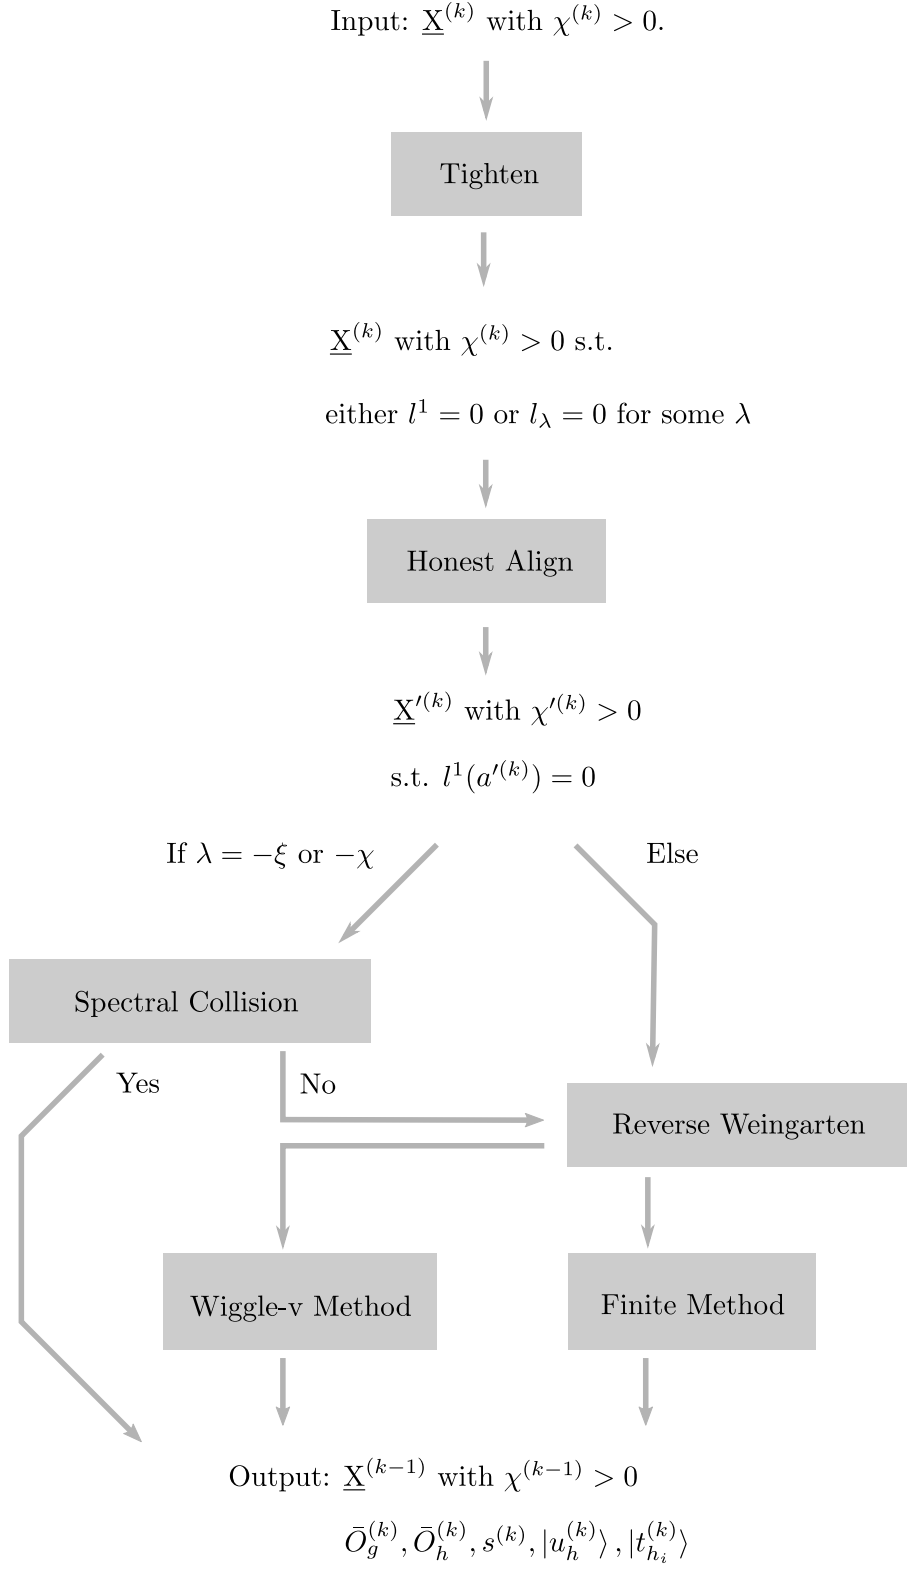 Input: X̲⁽ᵏ⁾ with χ⁽ᵏ⁾ > 0.
Tighten
X̲⁽ᵏ⁾ with χ⁽ᵏ⁾ > 0 s.t.
either l¹ = 0 or l_λ = 0 for some λ
Honest Align
X̲′⁽ᵏ⁾ with χ′⁽ᵏ⁾ > 0
s.t. l¹(a′⁽ᵏ⁾) = 0
If λ = −ξ or −χ
Else
Spectral Collision
Yes
No
Reverse Weingarten
Wiggle-v Method
Finite Method
Output: X̲⁽ᵏ⁻¹⁾ with χ⁽ᵏ⁻¹⁾ > 0
Ō_g⁽ᵏ⁾, Ō_h⁽ᵏ⁾, s⁽ᵏ⁾, |u_h⁽ᵏ⁾⟩, |t_{h_i}⁽ᵏ⁾⟩